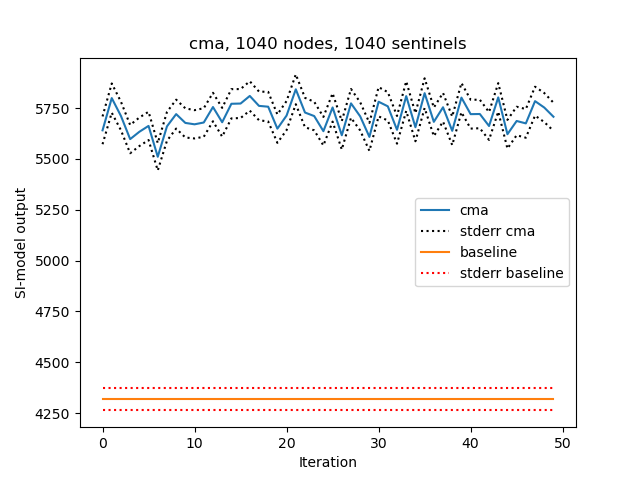 cma, 1040 nodes, 1040 sentinels
SI-model output
5750
5500
5250
5000
4750
4500
4250
cma
stderr cma
baseline
stderr baseline
0 10 20 30 40 50
Iteration